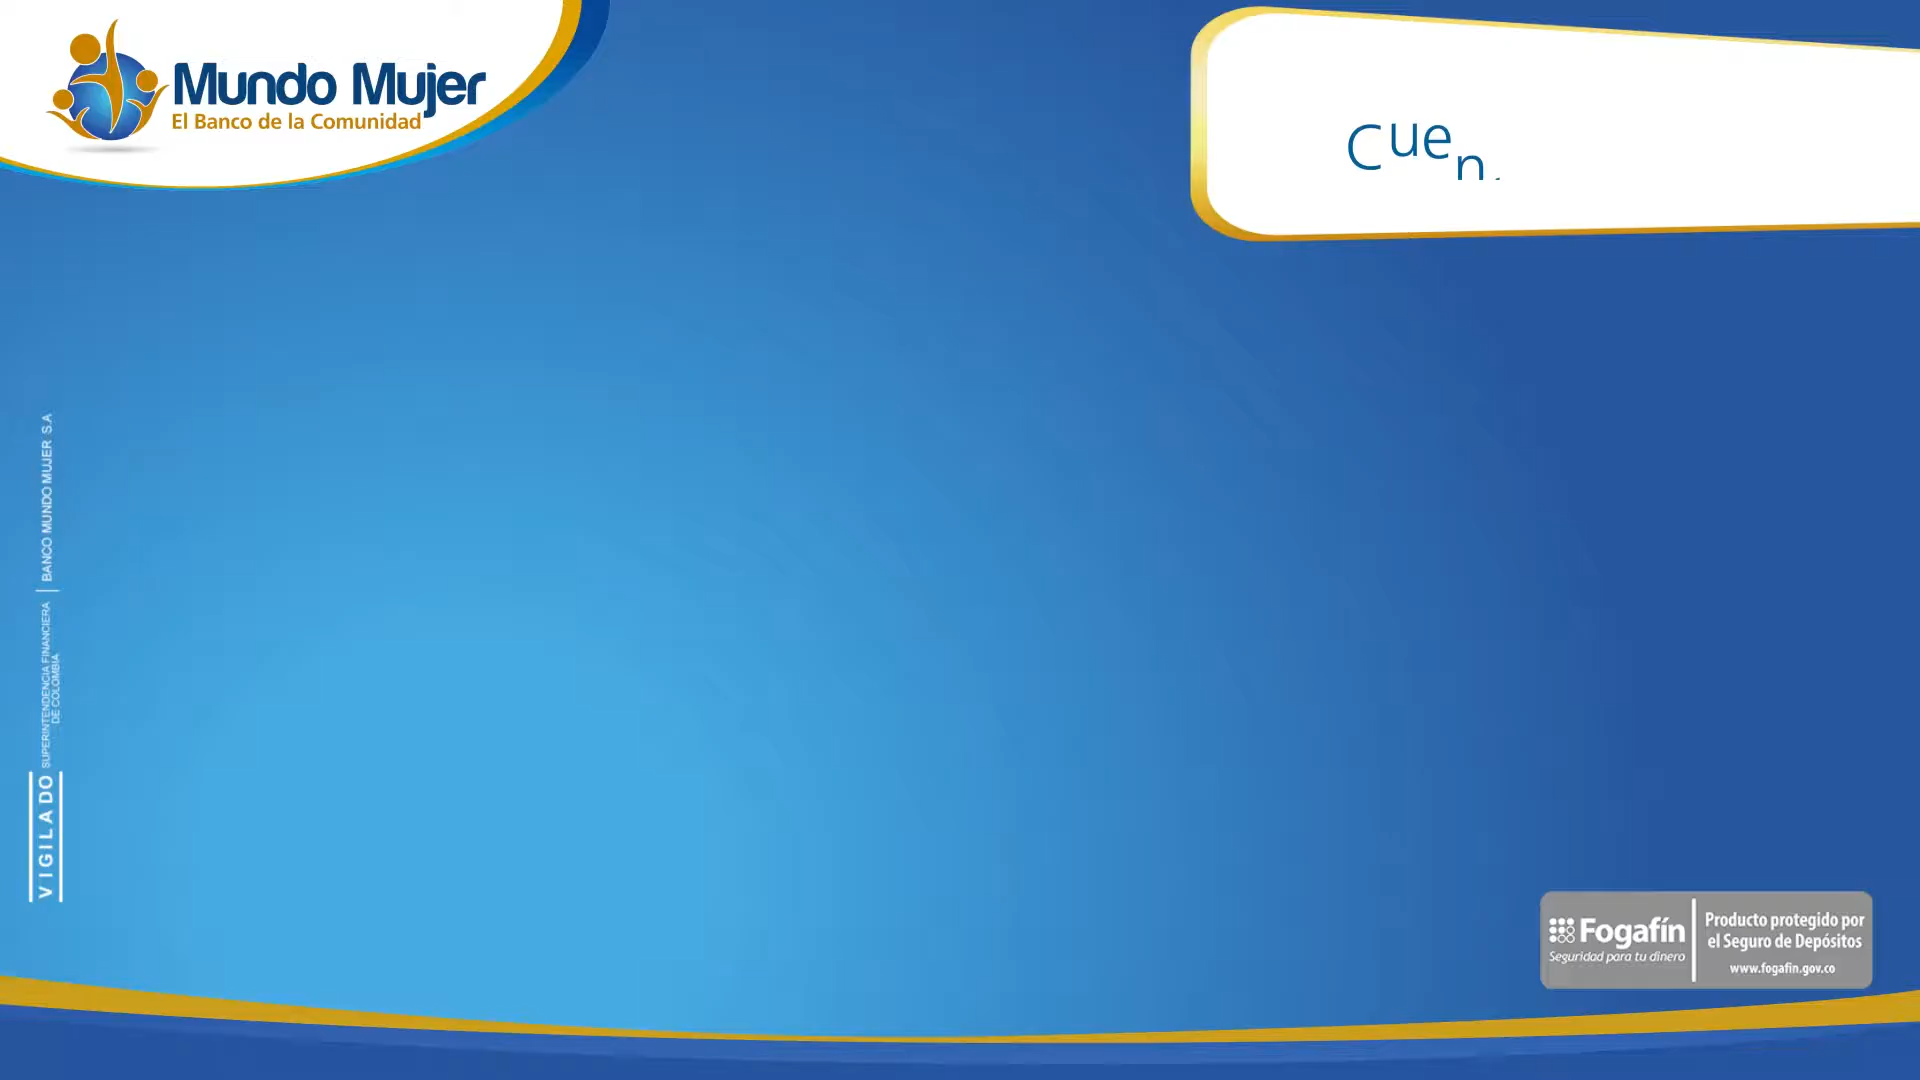 Mundo Mujer
El Banco de la Comunidad
Cuen
VIGILADO SUPERINTENDENCIA FINANCIERA DE COLOMBIA | BANCO MUNDO MUJER S.A
Fogafín
Seguridad para tu dinero
Producto protegido por
el Seguro de Depósitos
www.fogafin.gov.co